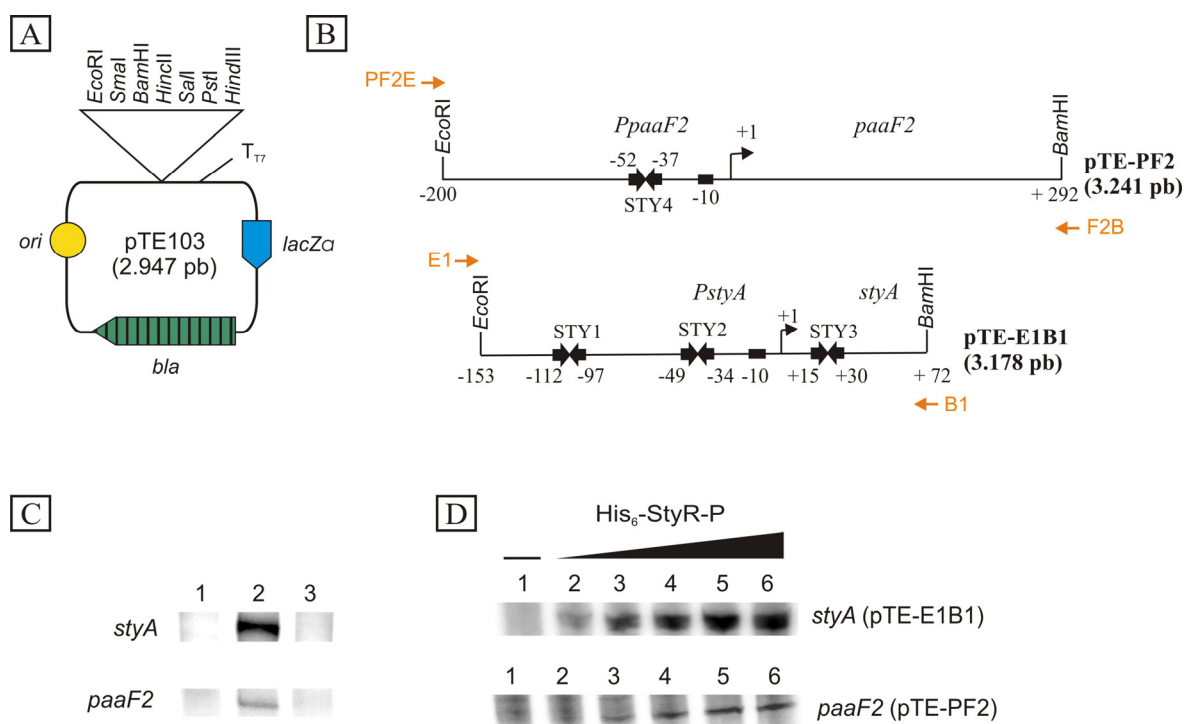 A
EcoRI
SmaI
BamHI
HincII
SalI
PstI
HindIII
T_T7
ori
pTE103
(2.947 pb)
lacZα
bla
B
PF2E
EcoRI
PpaaF2
+1
paaF2
BamHI
-52 -37
pTE-PF2
(3.241 pb)
-200
STY4
-10
+ 292
F2B
E1
EcoRI
PstyA
styA
BamHI
STY1
STY2
+1
STY3
pTE-E1B1
(3.178 pb)
-153 -112 -97 -49 -34 -10 +15 +30 + 72
B1
C
1 2 3
styA
paaF2
D
His₆-StyR-P
1 2 3 4 5 6
styA (pTE-E1B1)
1 2 3 4 5 6
paaF2 (pTE-PF2)